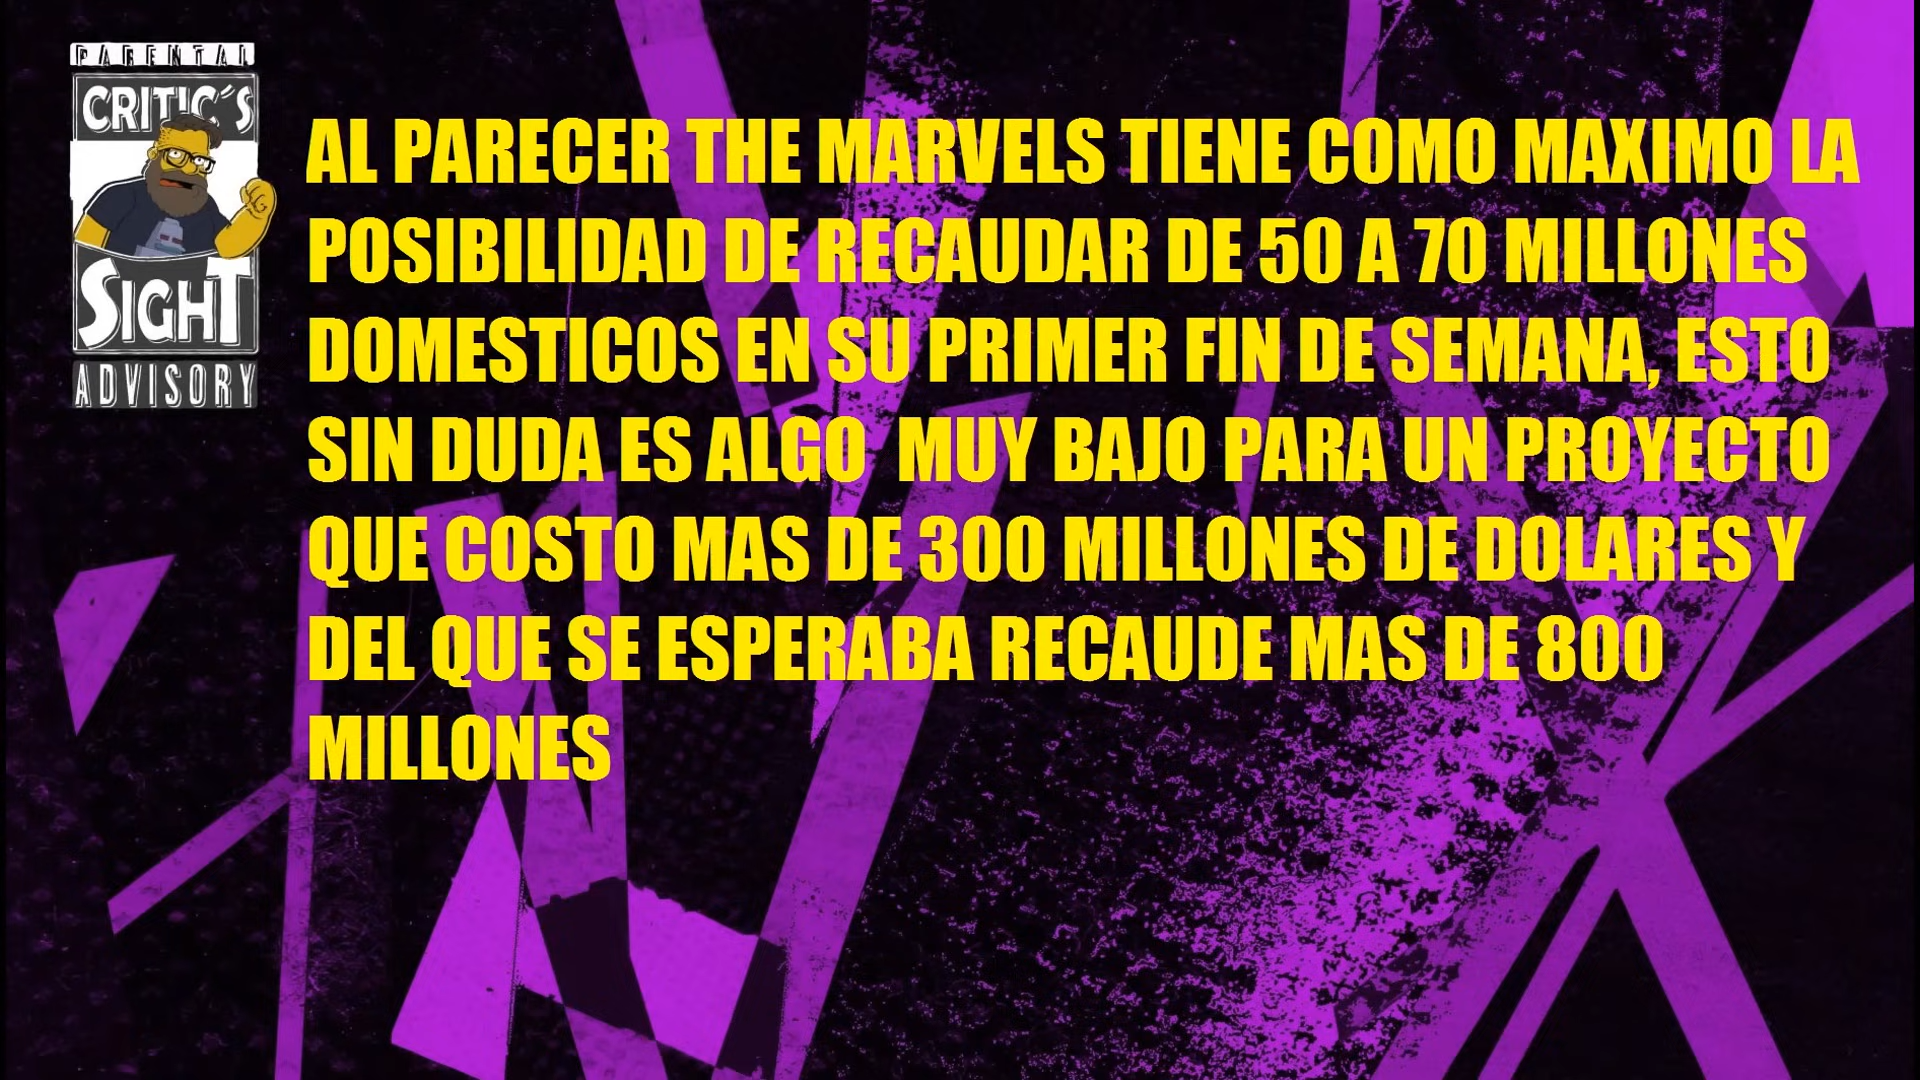 PARENTAL
CRITIC´S
SIGHT
ADVISORY
AL PARECER THE MARVELS TIENE COMO MAXIMO LA
POSIBILIDAD DE RECAUDAR DE 50 A 70 MILLONES
DOMESTICOS EN SU PRIMER FIN DE SEMANA, ESTO
SIN DUDA ES ALGO  MUY BAJO PARA UN PROYECTO
QUE COSTO MAS DE 300 MILLONES DE DOLARES Y
DEL QUE SE ESPERABA RECAUDE MAS DE 800
MILLONES